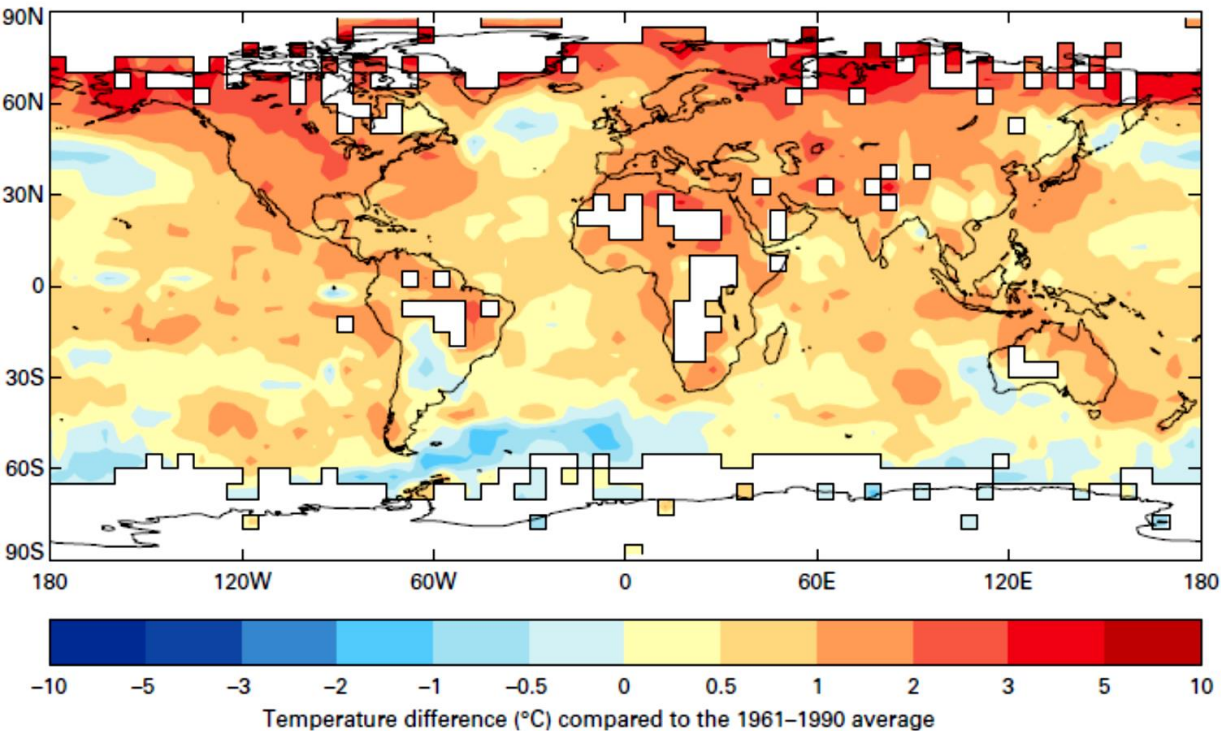 90N
60N
30N
0
30S
60S
90S
180 120W 60W 0 60E 120E 180
–10 –5 –3 –2 –1 –0.5 0 0.5 1 2 3 5 10
Temperature difference (°C) compared to the 1961–1990 average